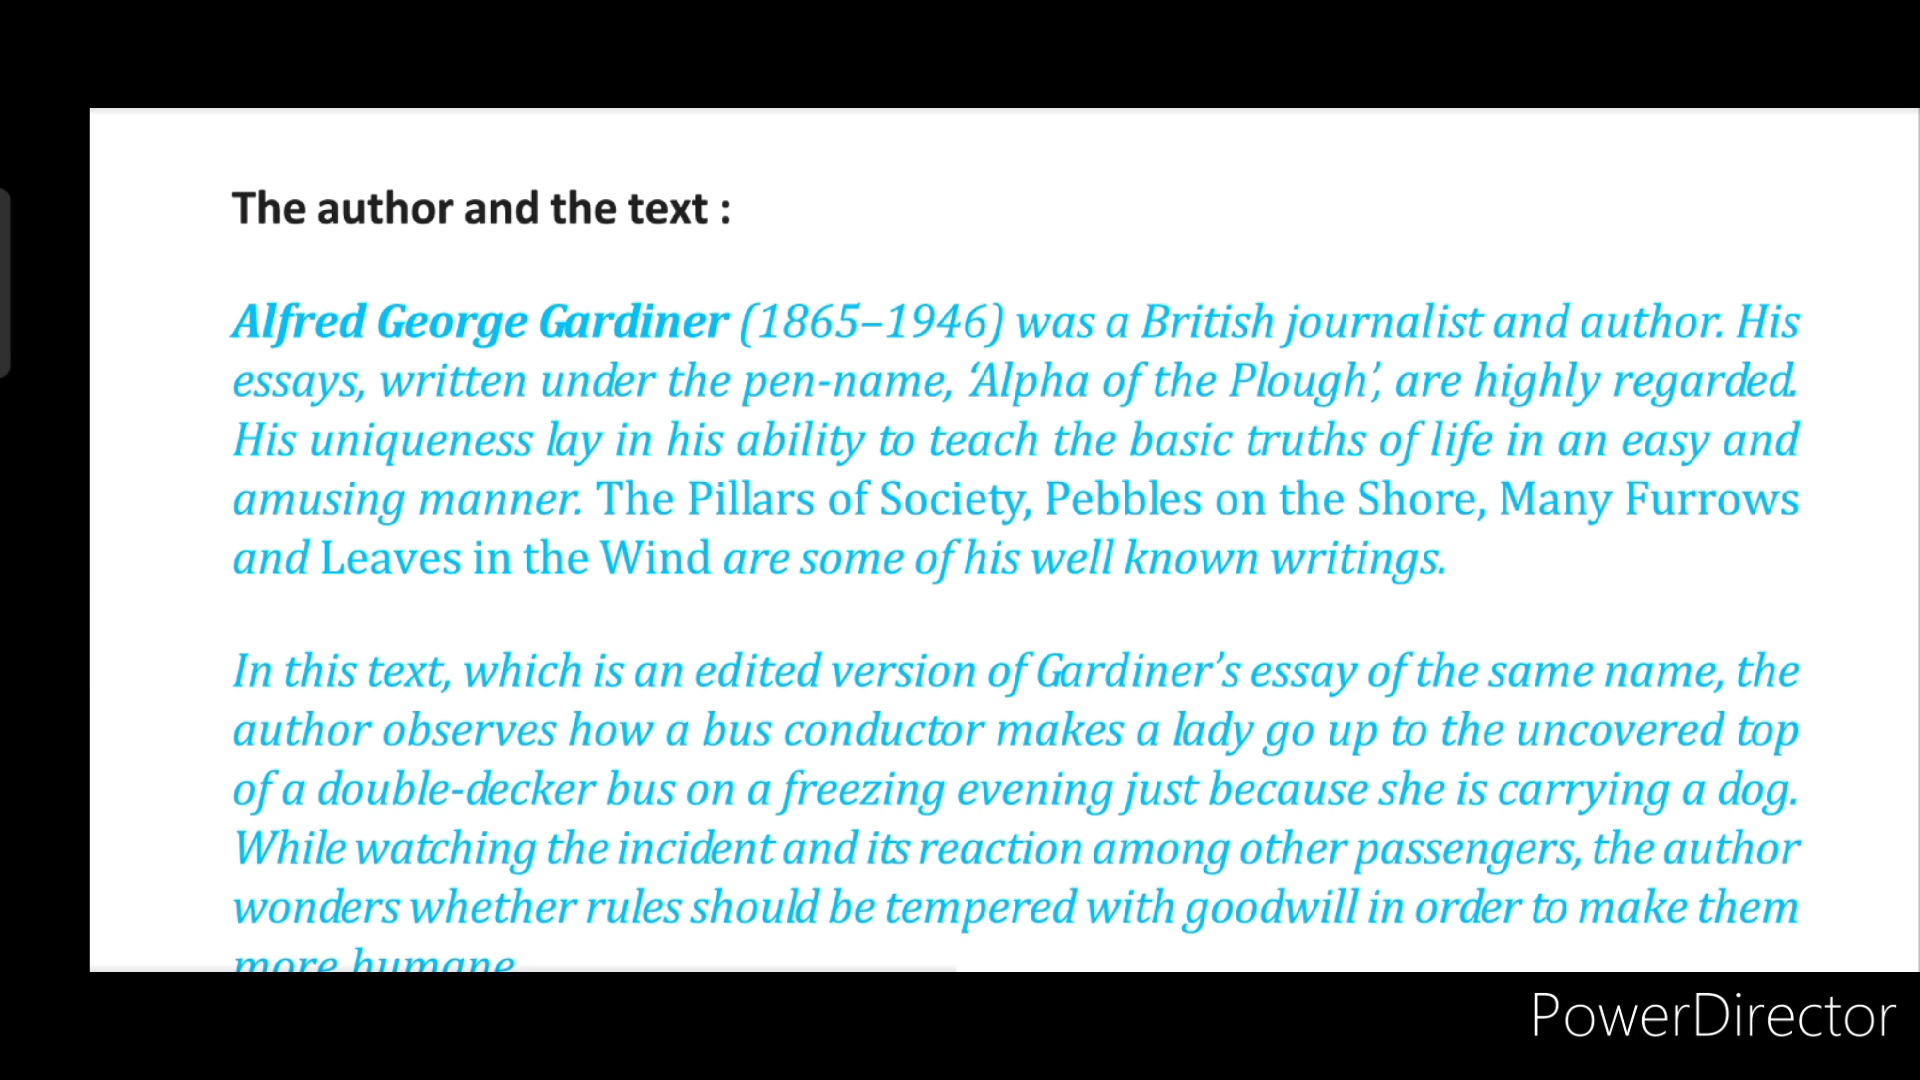 The author and the text :
Alfred George Gardiner (1865–1946) was a British journalist and author. His
essays, written under the pen-name, ‘Alpha of the Plough’, are highly regarded.
His uniqueness lay in his ability to teach the basic truths of life in an easy and
amusing manner. The Pillars of Society, Pebbles on the Shore, Many Furrows
and Leaves in the Wind are some of his well known writings.
In this text, which is an edited version of Gardiner’s essay of the same name, the
author observes how a bus conductor makes a lady go up to the uncovered top
of a double-decker bus on a freezing evening just because she is carrying a dog.
While watching the incident and its reaction among other passengers, the author
wonders whether rules should be tempered with goodwill in order to make them
more humane
PowerDirector